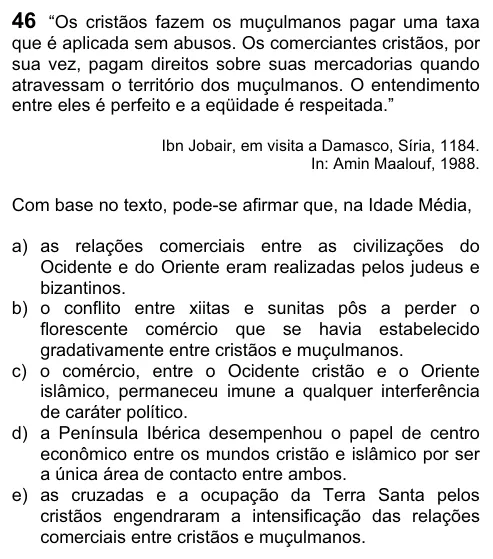 46 “Os cristãos fazem os muçulmanos pagar uma taxa
que é aplicada sem abusos. Os comerciantes cristãos, por
sua vez, pagam direitos sobre suas mercadorias quando
atravessam o território dos muçulmanos. O entendimento
entre eles é perfeito e a eqüidade é respeitada.”
Ibn Jobair, em visita a Damasco, Síria, 1184.
In: Amin Maalouf, 1988.
Com base no texto, pode-se afirmar que, na Idade Média,
a) as relações comerciais entre as civilizações do
Ocidente e do Oriente eram realizadas pelos judeus e
bizantinos.
b) o conflito entre xiitas e sunitas pôs a perder o
florescente comércio que se havia estabelecido
gradativamente entre cristãos e muçulmanos.
c) o comércio, entre o Ocidente cristão e o Oriente
islâmico, permaneceu imune a qualquer interferência
de caráter político.
d) a Península Ibérica desempenhou o papel de centro
econômico entre os mundos cristão e islâmico por ser
a única área de contacto entre ambos.
e) as cruzadas e a ocupação da Terra Santa pelos
cristãos engendraram a intensificação das relações
comerciais entre cristãos e muçulmanos.